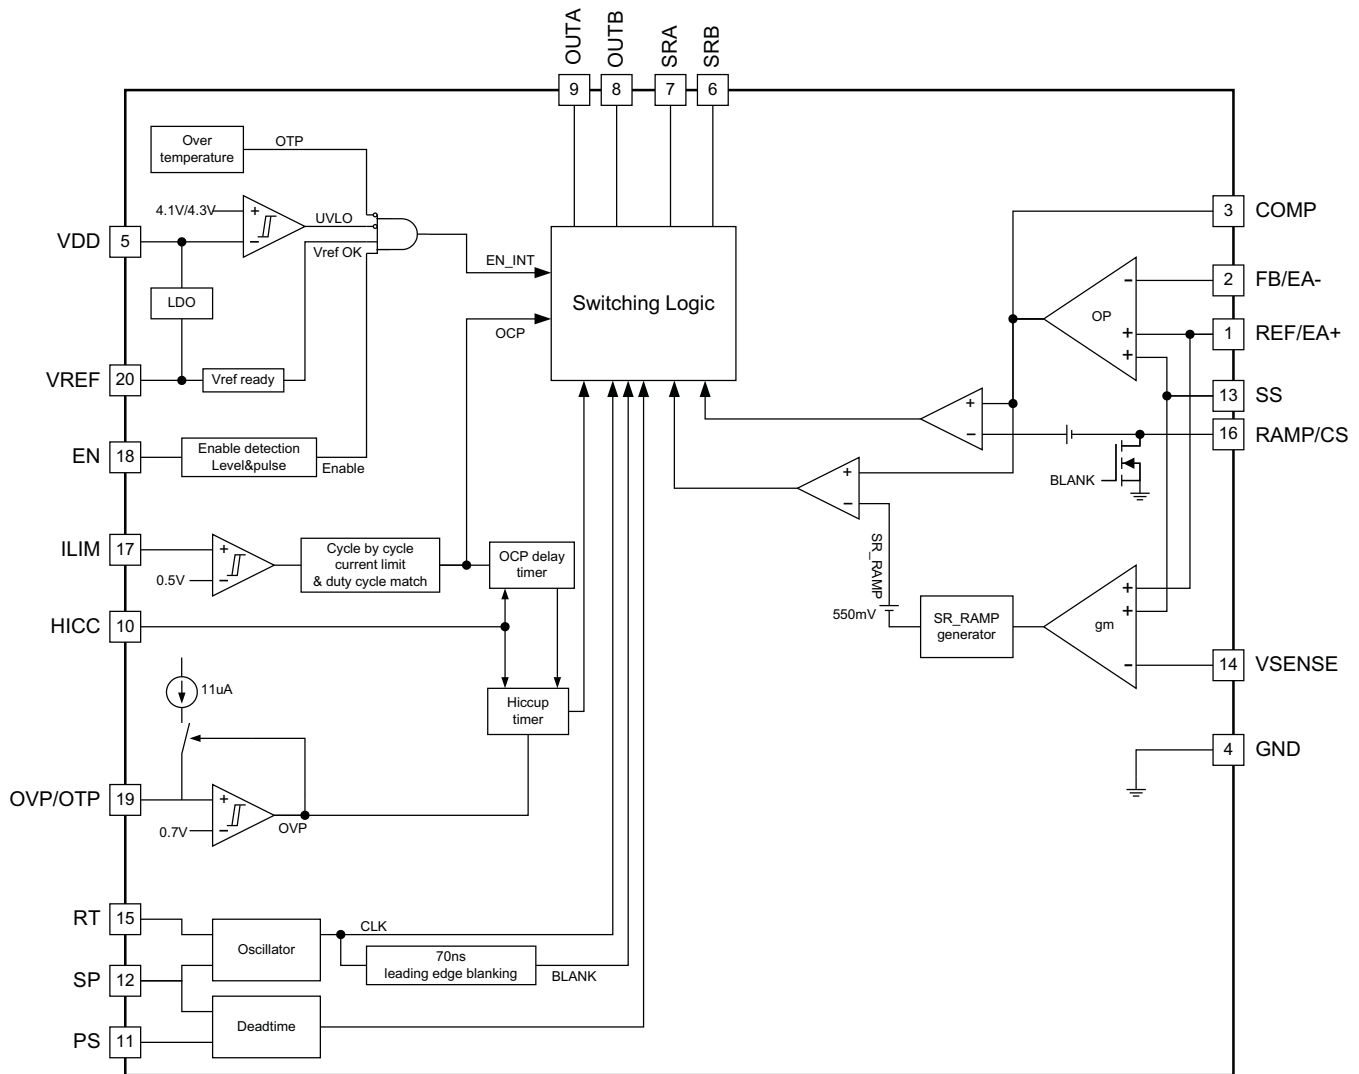 OUTA
OUTB
SRA
SRB
9
8
7
6
Over
temperature
OTP
4.1V/4.3V
+
−
UVLO
Vref OK
VDD
5
LDO
EN_INT
Switching Logic
OCP
VREF
20
Vref ready
EN
18
Enable detection
Level&pulse
Enable
ILIM
17
0.5V
+
−
Cycle by cycle
current limit
& duty cycle match
OCP delay
timer
HICC
10
Hiccup
timer
11uA
OVP/OTP
19
0.7V
+
−
OVP
RT
15
SP
12
PS
11
Oscillator
CLK
70ns
leading edge blanking
BLANK
Deadtime
3
COMP
2
FB/EA-
−
OP
+
+
1
REF/EA+
13
SS
16
RAMP/CS
+
−
BLANK
+
−
SR_RAMP
550mV
SR_RAMP
generator
+
+
gm
−
14
VSENSE
4
GND